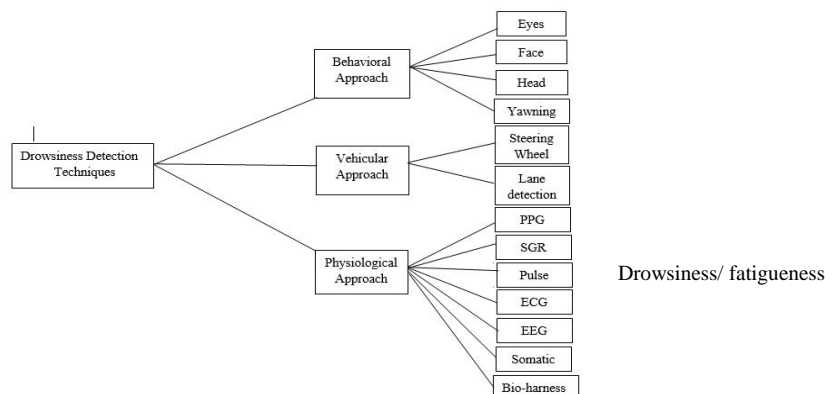 Drowsiness Detection
Techniques
Behavioral
Approach
Eyes
Face
Head
Yawning
Vehicular
Approach
Steering
Wheel
Lane
detection
Physiological
Approach
PPG
SGR
Pulse
ECG
EEG
Somatic
Bio-harness
Drowsiness/ fatigueness